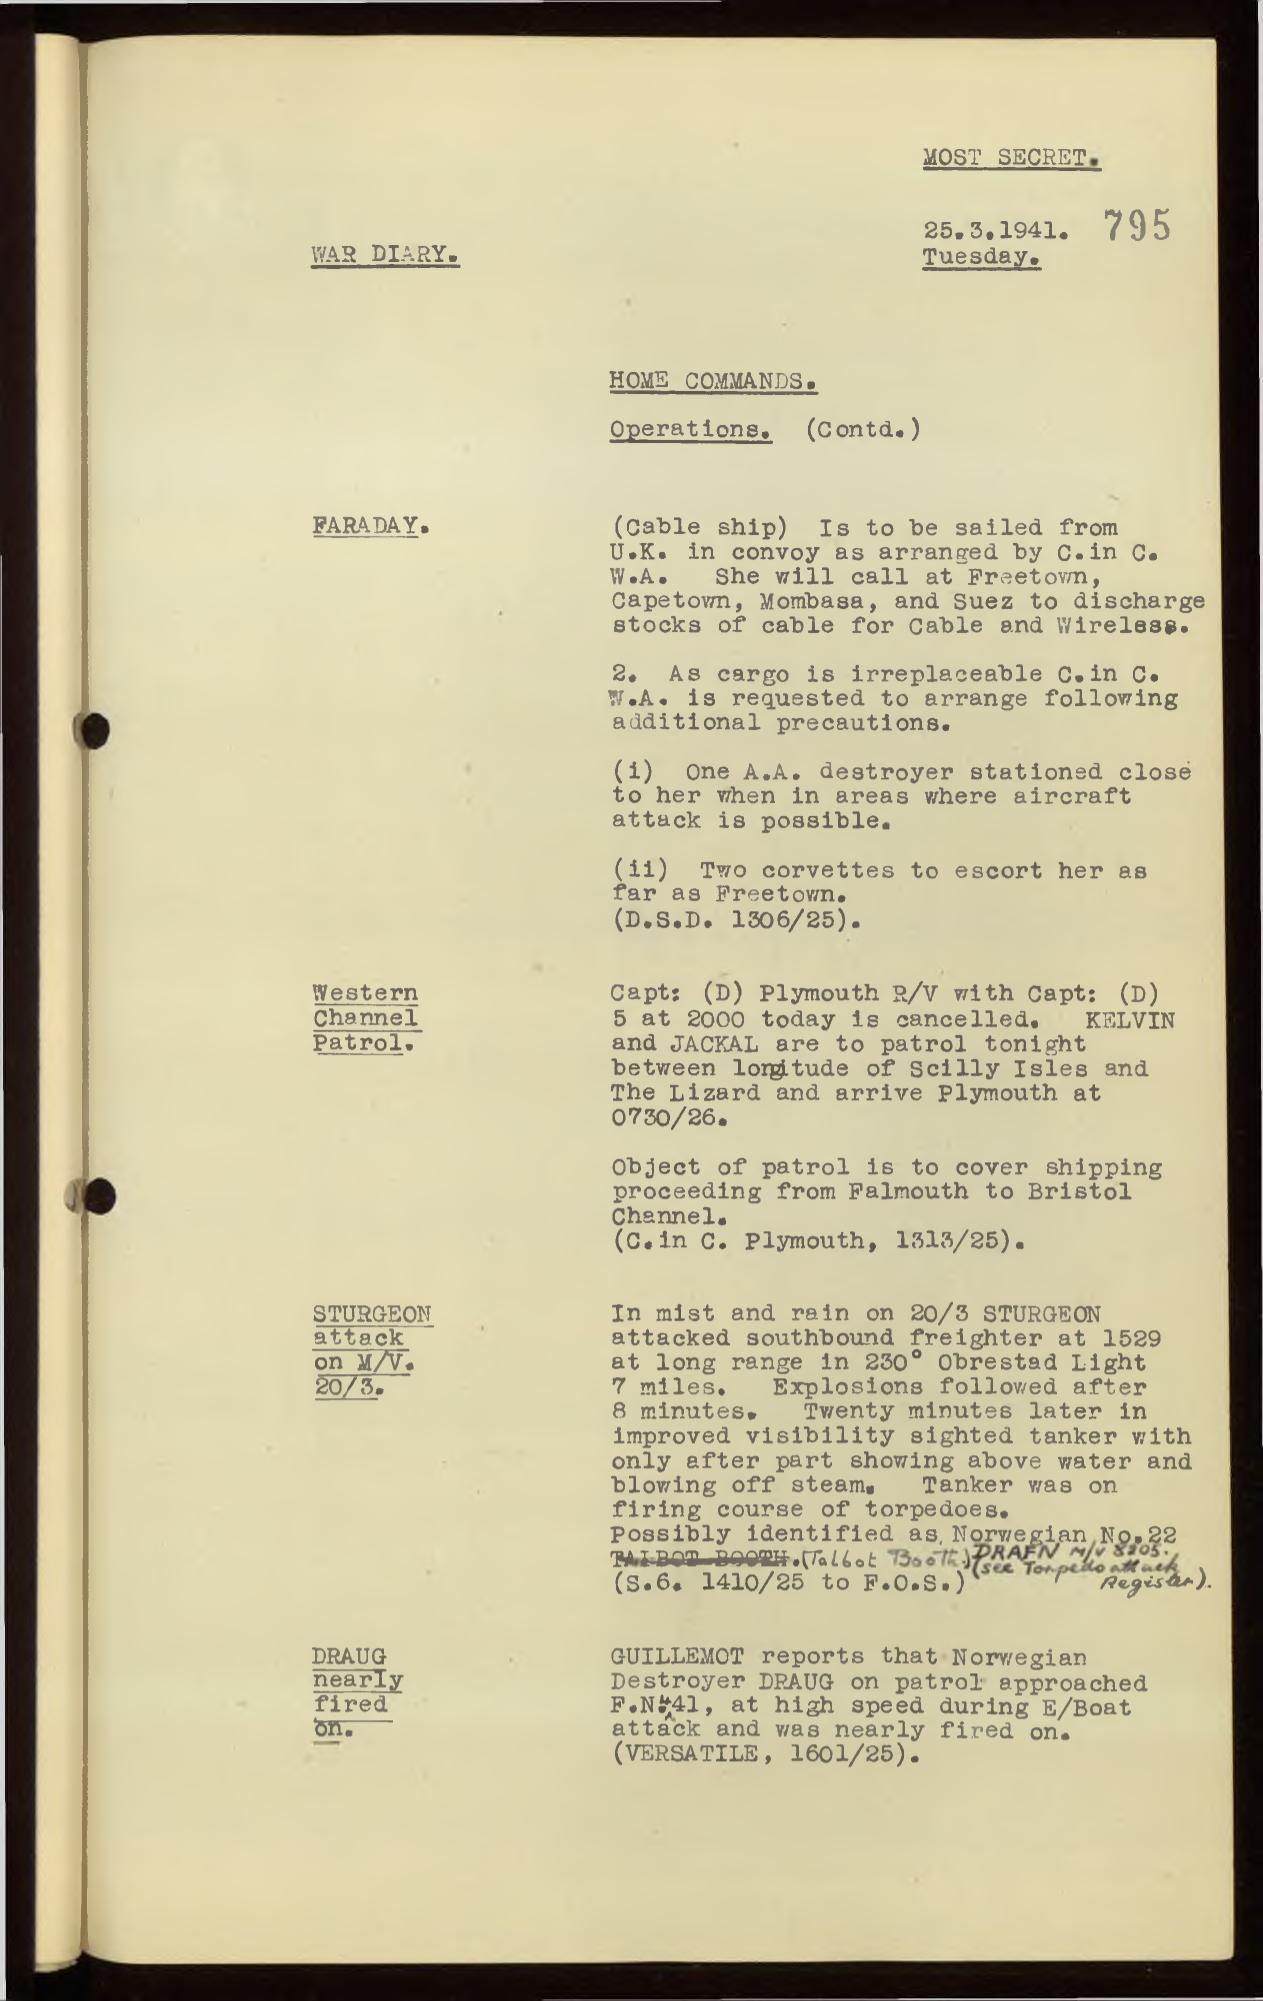 MOST SECRET.
25.3.1941. 795
WAR DIARY.
Tuesday.
HOME COMMANDS.
Operations. (Contd.)
FARADAY.
(Cable ship) Is to be sailed from
U.K. in convoy as arranged by C.in C.
W.A. She will call at Freetown,
Capetown, Mombasa, and Suez to discharge
stocks of cable for Cable and Wireless.
2. As cargo is irreplaceable C.in C.
W.A. is requested to arrange following
additional precautions.
(i) One A.A. destroyer stationed close
to her when in areas where aircraft
attack is possible.
(ii) Two corvettes to escort her as
far as Freetown.
(D.S.D. 1306/25).
Western
Channel
Patrol.
Capt: (D) Plymouth R/V with Capt: (D)
5 at 2000 today is cancelled. KELVIN
and JACKAL are to patrol tonight
between longitude of Scilly Isles and
The Lizard and arrive Plymouth at
0730/26.
Object of patrol is to cover shipping
proceeding from Falmouth to Bristol
Channel.
(C.in C. Plymouth, 1313/25).
STURGEON
attack
on M/V.
20/3.
In mist and rain on 20/3 STURGEON
attacked southbound freighter at 1529
at long range in 230° Obrestad Light
7 miles. Explosions followed after
8 minutes. Twenty minutes later in
improved visibility sighted tanker with
only after part showing above water and
blowing off steam. Tanker was on
firing course of torpedoes.
Possibly identified as Norwegian No.22
TALBOT BOOTH. (Talbot Booth) DRAFN M/V 8205.
(see Torpedo attack
(S.6. 1410/25 to F.O.S.) Register).
DRAUG
nearly
fired
on.
GUILLEMOT reports that Norwegian
Destroyer DRAUG on patrol approached
F.N. 41, at high speed during E/Boat
attack and was nearly fired on.
(VERSATILE, 1601/25).